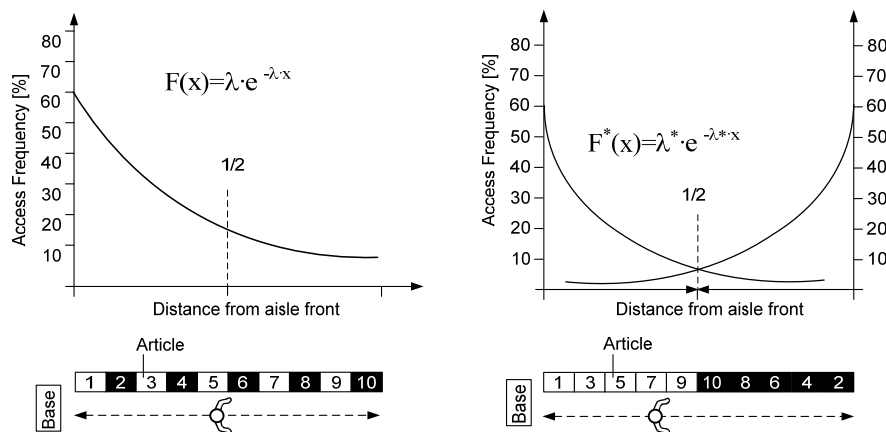 Access Frequency [%]
80
70
60
50
40
30
20
10
F(x)=λ·e -λ·x
1/2
Distance from aisle front
Article
1 2 3 4 5 6 7 8 9 10
Base
Access Frequency [%]
80
70
60
50
40
30
20
10
F*(x)=λ*·e -λ*·x
1/2
80
70
60
50
40
30
20
10
Distance from aisle front
Article
1 3 5 7 9 10 8 6 4 2
Base